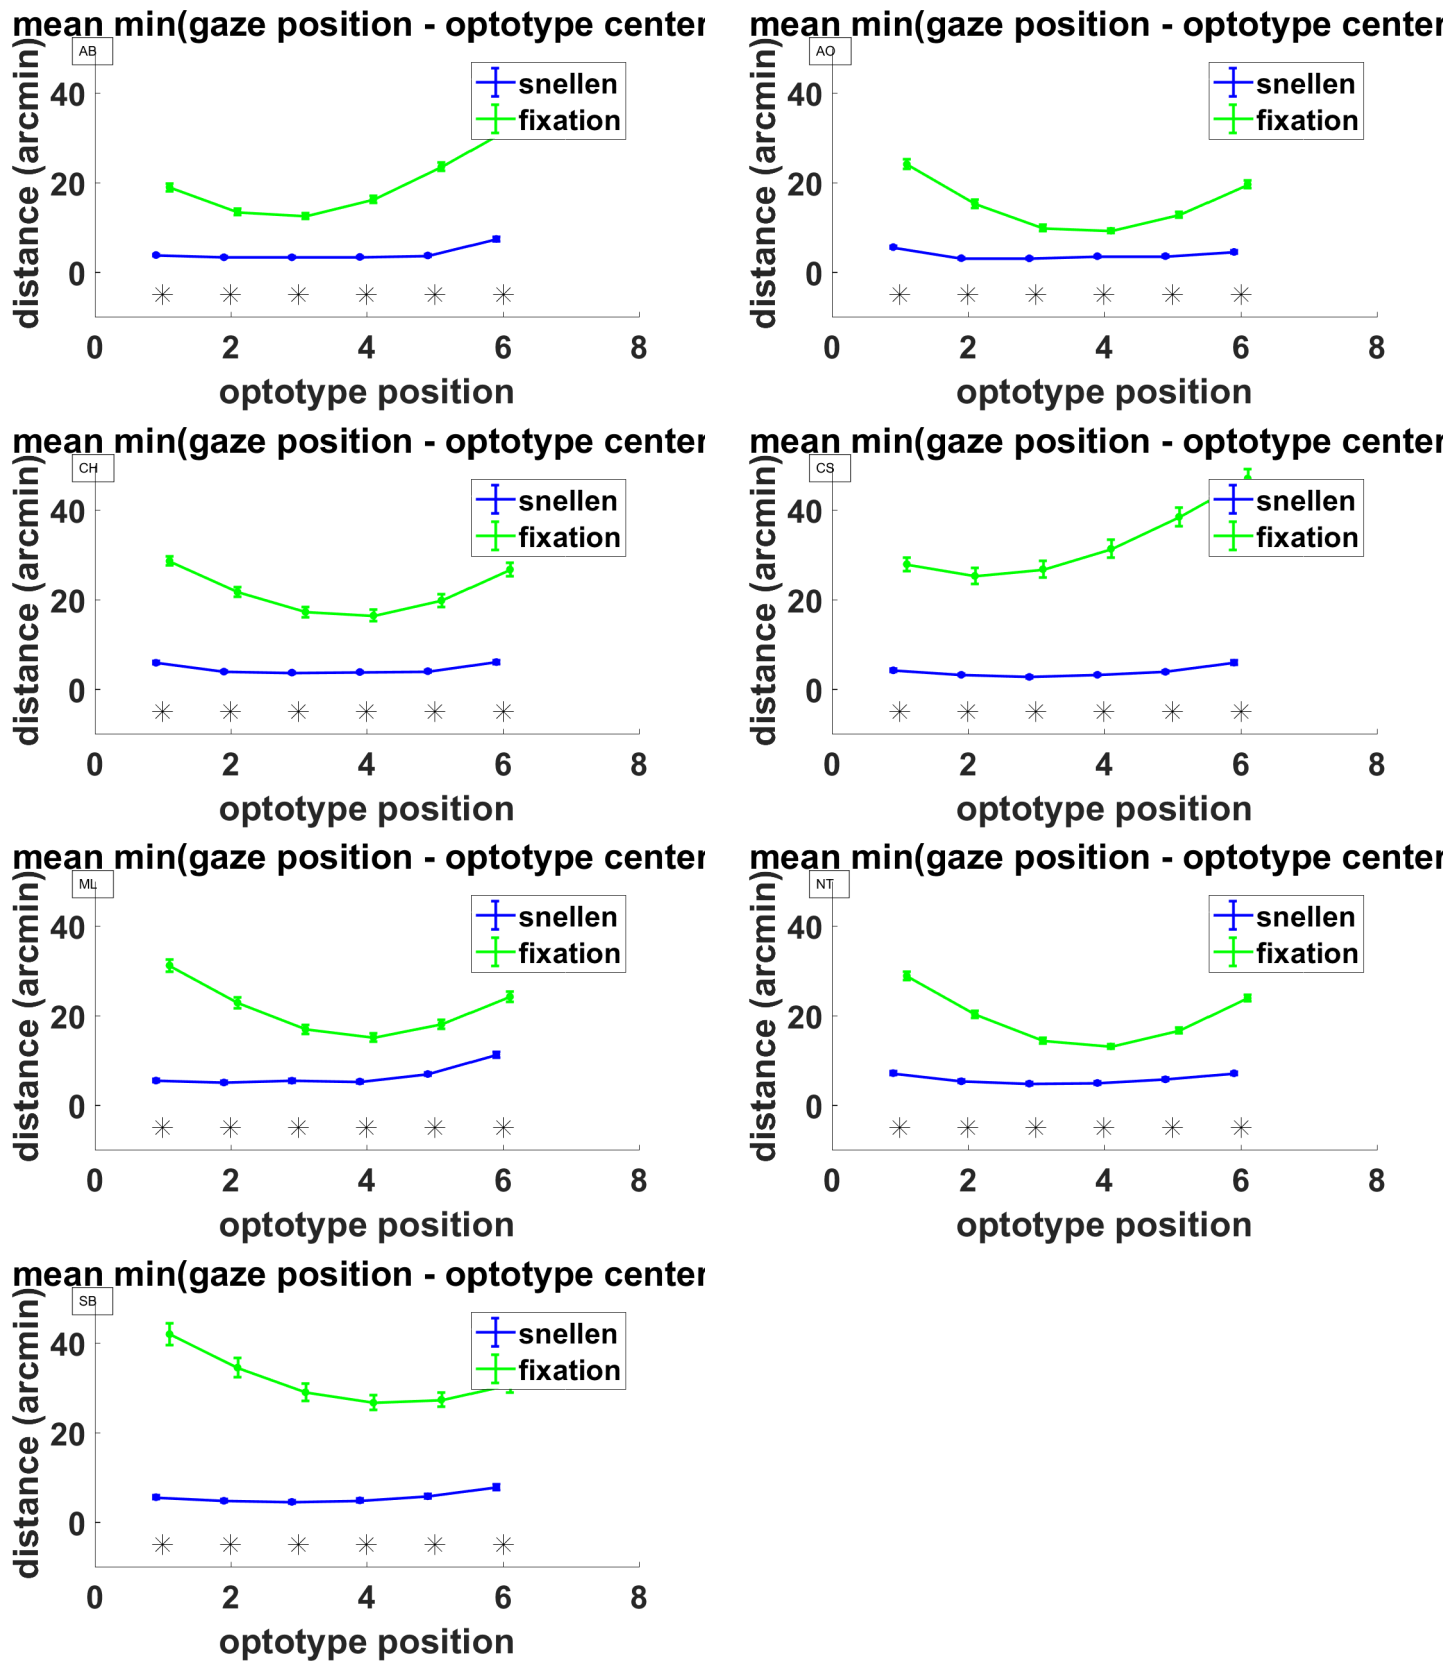 mean min(gaze position - optotype center
AB
snellen
fixation
distance (arcmin)
40
20
0
0 2 4 6 8
optotype position
mean min(gaze position - optotype center
AO
snellen
fixation
distance (arcmin)
40
20
0
0 2 4 6 8
optotype position
mean min(gaze position - optotype center
CH
snellen
fixation
distance (arcmin)
40
20
0
0 2 4 6 8
optotype position
mean min(gaze position - optotype center
CS
snellen
fixation
distance (arcmin)
40
20
0
0 2 4 6 8
optotype position
mean min(gaze position - optotype center
ML
snellen
fixation
distance (arcmin)
40
20
0
0 2 4 6 8
optotype position
mean min(gaze position - optotype center
NT
snellen
fixation
distance (arcmin)
40
20
0
0 2 4 6 8
optotype position
mean min(gaze position - optotype center
SB
snellen
fixation
distance (arcmin)
40
20
0
0 2 4 6 8
optotype position